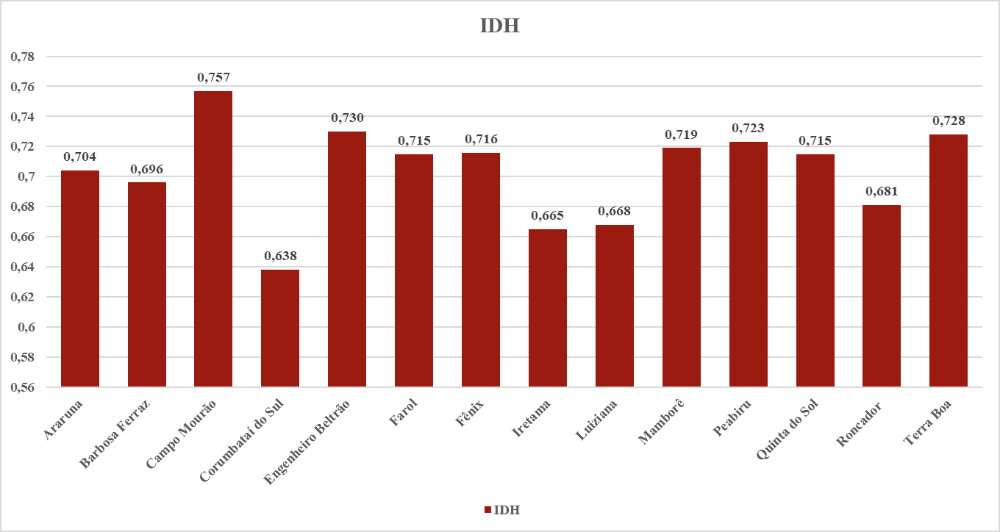 IDH
0,78
0,76
0,74
0,72
0,7
0,68
0,66
0,64
0,62
0,6
0,58
0,56
0,704
0,696
0,757
0,638
0,730
0,715
0,716
0,665
0,668
0,719
0,723
0,715
0,681
0,728
Araruna
Barbosa Ferraz
Campo Mourão
Corumbataí do Sul
Engenheiro Beltrão
Farol
Fênix
Iretama
Luiziana
Mamborê
Peabiru
Quinta do Sol
Roncador
Terra Boa
IDH